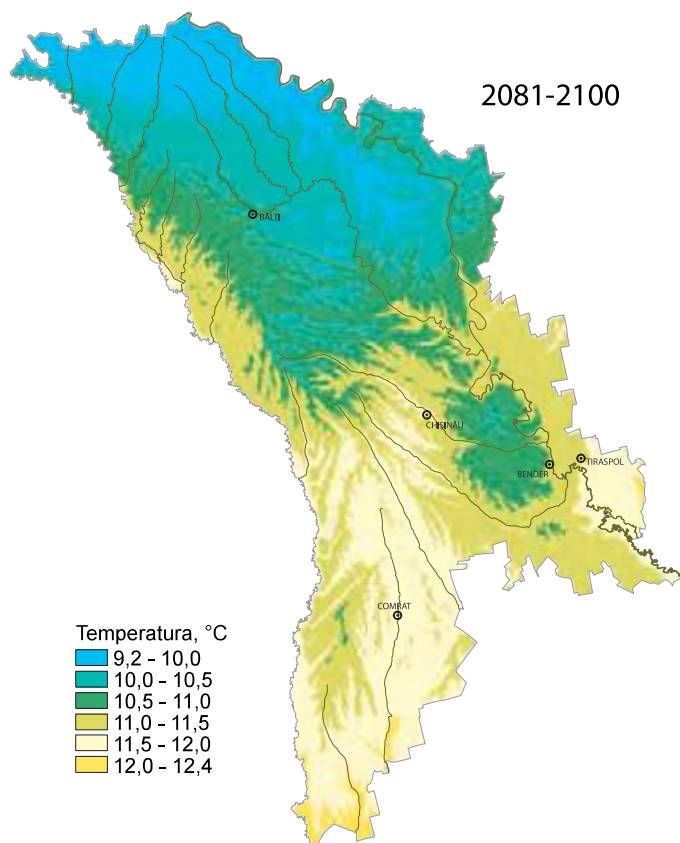 2081-2100
BĂLȚI
CHIȘINĂU
BENDER
TIRASPOL
COMRAT
Temperatura, °C
9,2 - 10,0
10,0 - 10,5
10,5 - 11,0
11,0 - 11,5
11,5 - 12,0
12,0 - 12,4